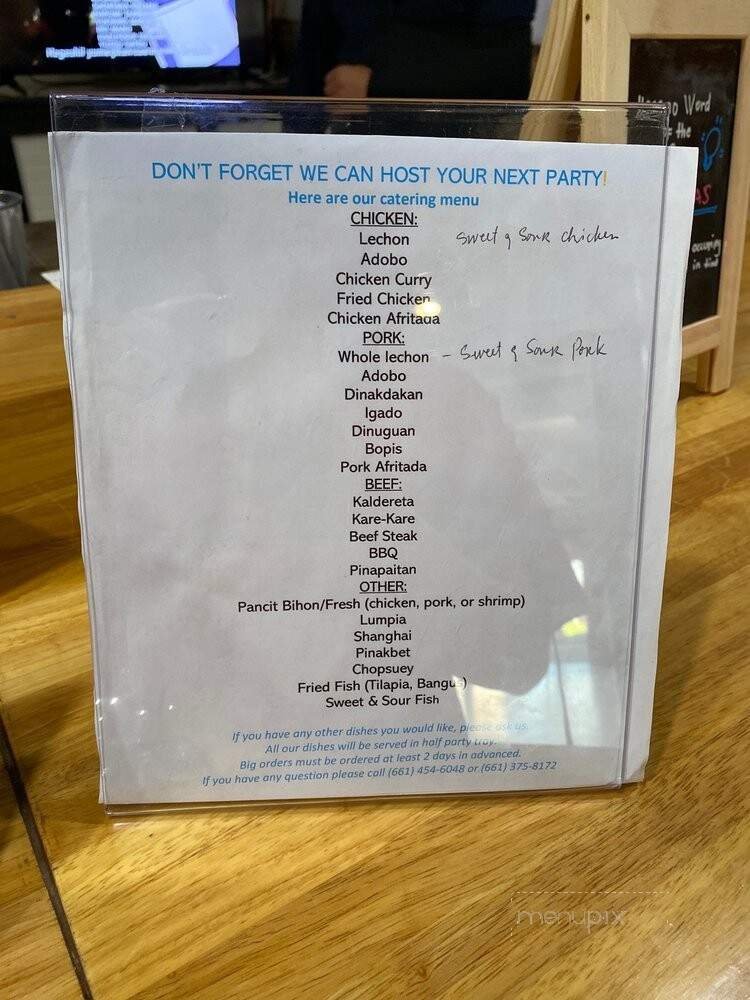 DON'T FORGET WE CAN HOST YOUR NEXT PARTY!
Here are our catering menu
CHICKEN:
Lechon Sweet & Sour Chicken
Adobo
Chicken Curry
Fried Chicken
Chicken Afritada
PORK:
Whole lechon - Sweet & Sour Pork
Adobo
Dinakdakan
Igado
Dinuguan
Bopis
Pork Afritada
BEEF:
Kaldereta
Kare-Kare
Beef Steak
BBQ
Pinapaitan
OTHER:
Pancit Bihon/Fresh (chicken, pork, or shrimp)
Lumpia
Shanghai
Pinakbet
Chopsuey
Fried Fish (Tilapia, Bangus)
Sweet & Sour Fish
If you have any other dishes you would like, please ask us.
All our dishes will be served in half party tray.
Big orders must be ordered at least 2 days in advanced.
If you have any question please call (661) 454-6048 or (661) 375-8172
Word
the
AS
in time
menupix